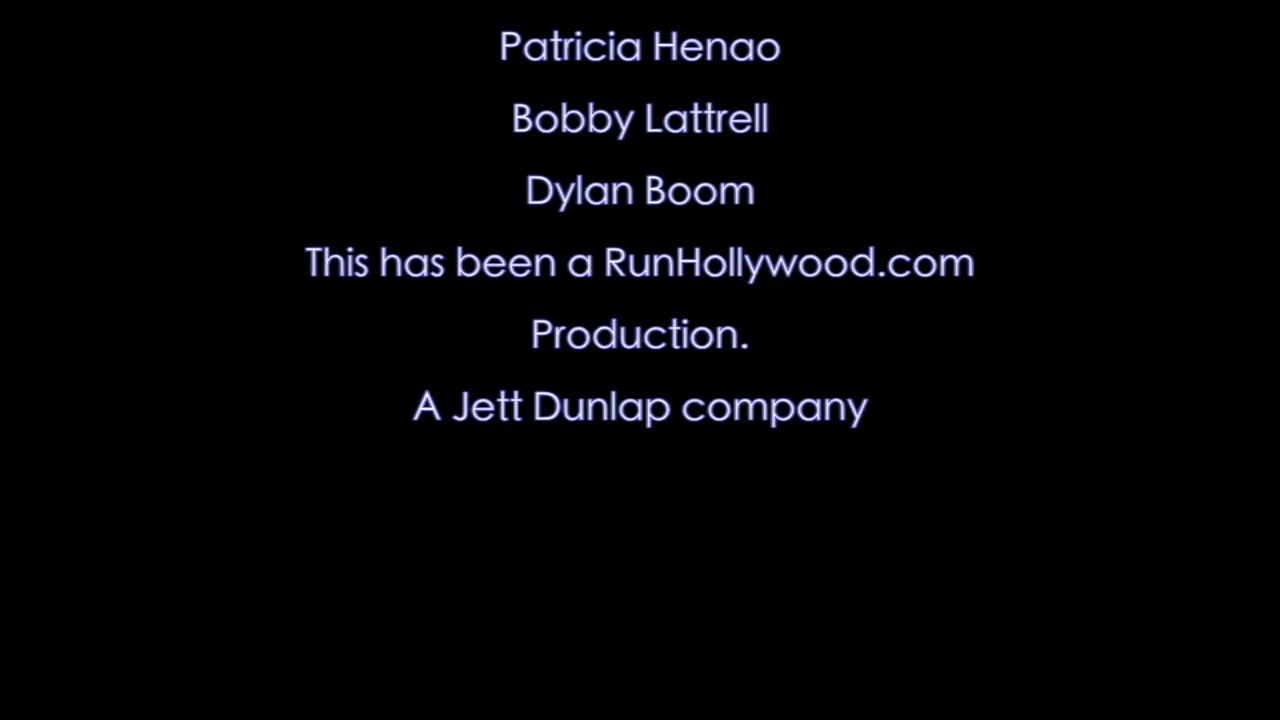 Patricia Henao
Bobby Lattrell
Dylan Boom
This has been a RunHollywood.com
Production.
A Jett Dunlap company